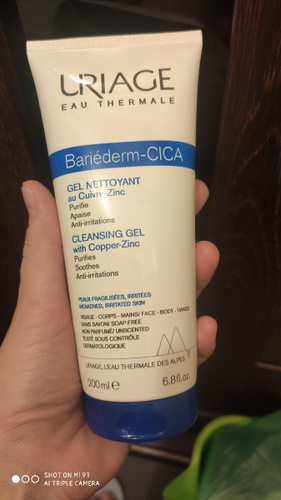 URIAGE
EAU THERMALE
Bariéderm-CICA
GEL NETTOYANT
au Cuivre-Zinc
Purifie
Apaise
Anti-irritations
CLEANSING GEL
with Copper-Zinc
Purifies
Soothes
Anti-irritations
PEAUX FRAGILISÉES, IRRITÉES
WEAKENED, IRRITATED SKIN
VISAGE - CORPS - MAINS/ FACE - BODY - HANDS
SANS SAVON/ SOAP-FREE
NON PARFUMÉ/ UNSCENTED
TESTÉ SOUS CONTRÔLE
DERMATOLOGIQUE
URIAGE, L'EAU THERMALE DES ALPES
200 ml e 6.8fl.oz.
SHOT ON MI 9T
AI TRIPLE CAMERA